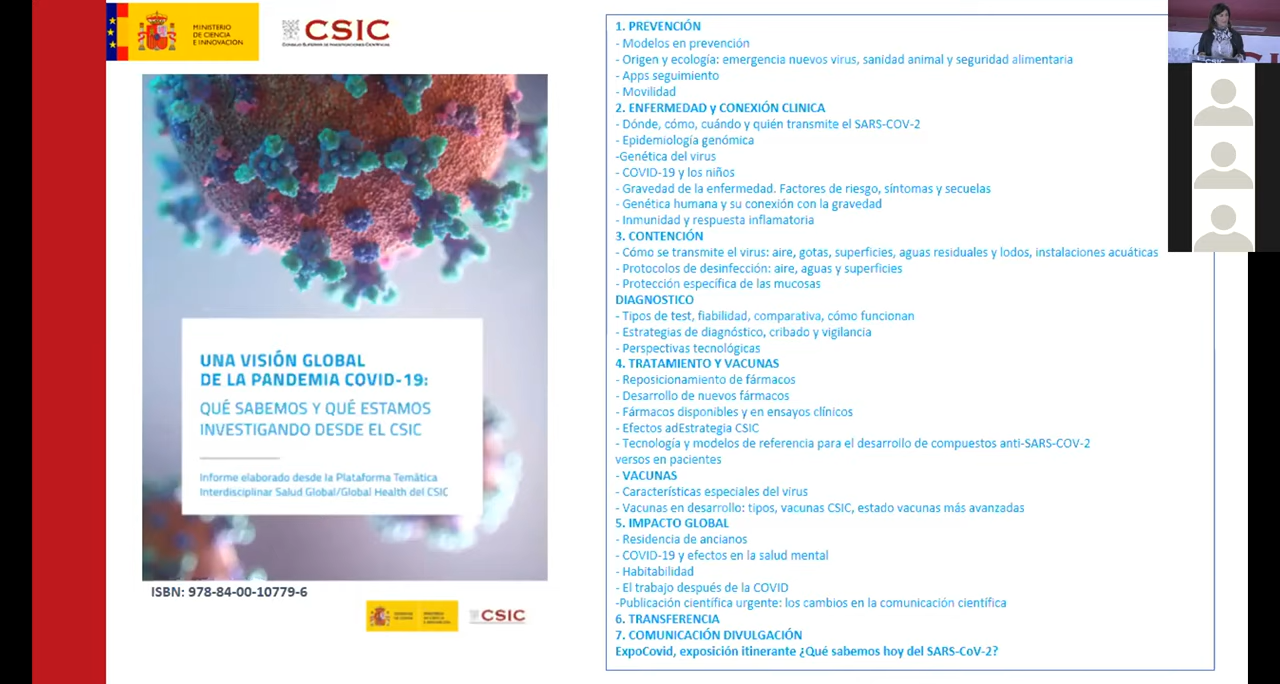 MINISTERIO
DE CIENCIA
E INNOVACIÓN
CSIC
CONSEJO SUPERIOR DE INVESTIGACIONES CIENTÍFICAS
UNA VISIÓN GLOBAL
DE LA PANDEMIA COVID-19:
QUÉ SABEMOS Y QUÉ ESTAMOS
INVESTIGANDO DESDE EL CSIC
Informe elaborado desde la Plataforma Temática
Interdisciplinar Salud Global/Global Health del CSIC
ISBN: 978-84-00-10779-6
CSIC
1. PREVENCIÓN
- Modelos en prevención
- Origen y ecología: emergencia nuevos virus, sanidad animal y seguridad alimentaria
- Apps seguimiento
- Movilidad
2. ENFERMEDAD y CONEXIÓN CLINICA
- Dónde, cómo, cuándo y quién transmite el SARS-COV-2
- Epidemiología genómica
-Genética del virus
- COVID-19 y los niños
- Gravedad de la enfermedad. Factores de riesgo, síntomas y secuelas
- Genética humana y su conexión con la gravedad
- Inmunidad y respuesta inflamatoria
3. CONTENCIÓN
- Cómo se transmite el virus: aire, gotas, superficies, aguas residuales y lodos, instalaciones acuáticas
- Protocolos de desinfección: aire, aguas y superficies
- Protección específica de las mucosas
DIAGNOSTICO
- Tipos de test, fiabilidad, comparativa, cómo funcionan
- Estrategias de diagnóstico, cribado y vigilancia
- Perspectivas tecnológicas
4. TRATAMIENTO Y VACUNAS
- Reposicionamiento de fármacos
- Desarrollo de nuevos fármacos
- Fármacos disponibles y en ensayos clínicos
- Efectos adEstrategia CSIC
- Tecnología y modelos de referencia para el desarrollo de compuestos anti-SARS-COV-2
versos en pacientes
- VACUNAS
- Características especiales del virus
- Vacunas en desarrollo: tipos, vacunas CSIC, estado vacunas más avanzadas
5. IMPACTO GLOBAL
- Residencia de ancianos
- COVID-19 y efectos en la salud mental
- Habitabilidad
- El trabajo después de la COVID
-Publicación científica urgente: los cambios en la comunicación científica
6. TRANSFERENCIA
7. COMUNICACIÓN DIVULGACIÓN
ExpoCovid, exposición itinerante ¿Qué sabemos hoy del SARS-CoV-2?